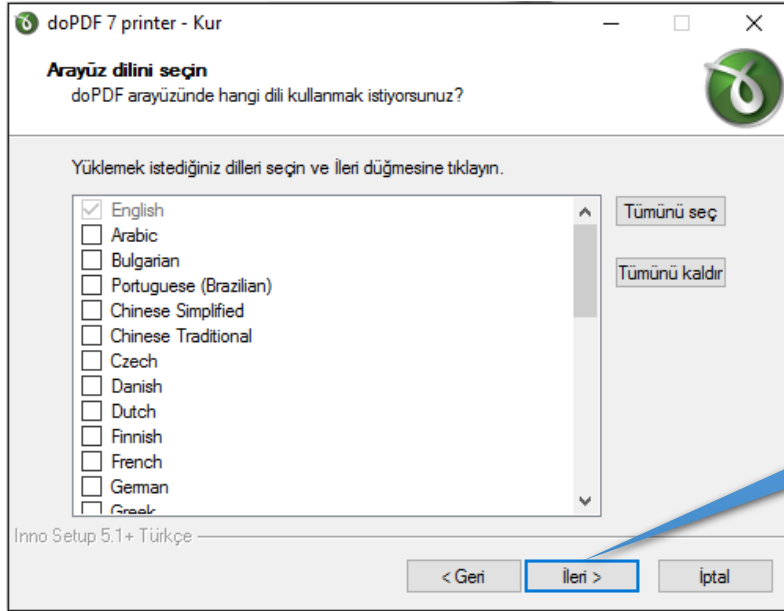 doPDF 7 printer - Kur
Arayüz dilini seçin
doPDF arayüzünde hangi dili kullanmak istiyorsunuz?
Yüklemek istediğiniz dilleri seçin ve İleri düğmesine tıklayın.
English
Arabic
Bulgarian
Portuguese (Brazilian)
Chinese Simplified
Chinese Traditional
Czech
Danish
Dutch
Finnish
French
German
Greek
Tümünü seç
Tümünü kaldır
Inno Setup 5.1+ Türkçe
< Geri
İleri >
İptal